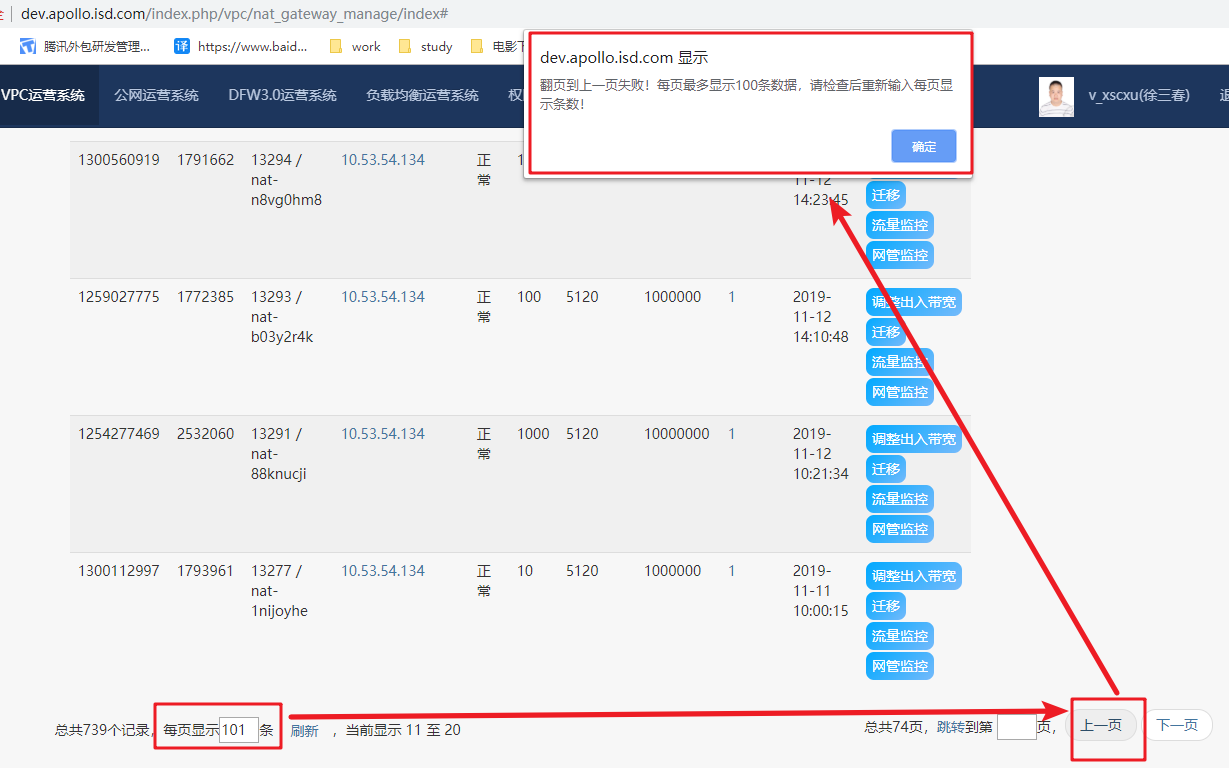 dev.apollo.isd.com/index.php/vpc/nat_gateway_manage/index#
腾讯外包研发管理... 译 https://www.baid... work study 电影下
dev.apollo.isd.com 显示
翻页到上一页失败！每页最多显示100条数据，请检查后重新输入每页显
示条数！
确定
VPC运营系统 公网运营系统 DFW3.0运营系统 负载均衡运营系统 权 v_xscxu(徐三春) 退
1300560919 1791662 13294 / 10.53.54.134 正 1
nat- 常 11-12
n8vg0hm8 14:23:45 迁移
流量监控
网管监控
1259027775 1772385 13293 / 10.53.54.134 正 100 5120 1000000 1 2019- 调整出入带宽
nat- 常 11-12 迁移
b03y2r4k 14:10:48 流量监控
网管监控
1254277469 2532060 13291 / 10.53.54.134 正 1000 5120 10000000 1 2019- 调整出入带宽
nat- 常 11-12 迁移
88knucji 10:21:34 流量监控
网管监控
1300112997 1793961 13277 / 10.53.54.134 正 10 5120 1000000 1 2019- 调整出入带宽
nat- 常 11-11 迁移
1nijoyhe 10:00:15 流量监控
网管监控
总共739个记录，每页显示101条 刷新 ，当前显示 11 至 20 总共74页，跳转到第 页， 上一页 下一页